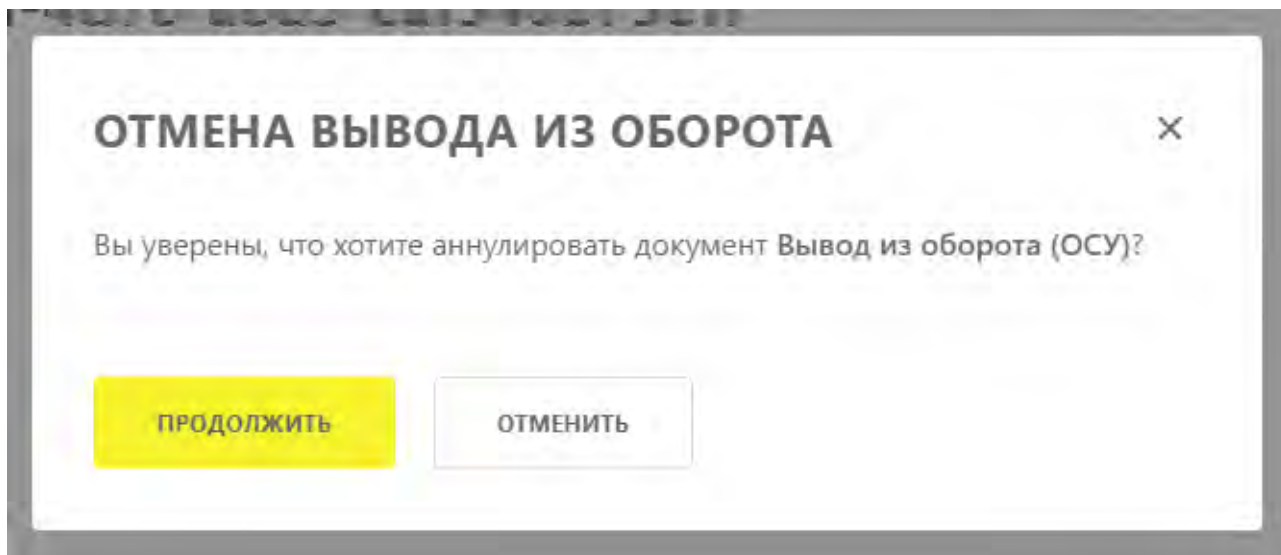 ОТМЕНА ВЫВОДА ИЗ ОБОРОТА
Вы уверены, что хотите аннулировать документ Вывод из оборота (ОСУ)?
ПРОДОЛЖИТЬ ОТМЕНИТЬ